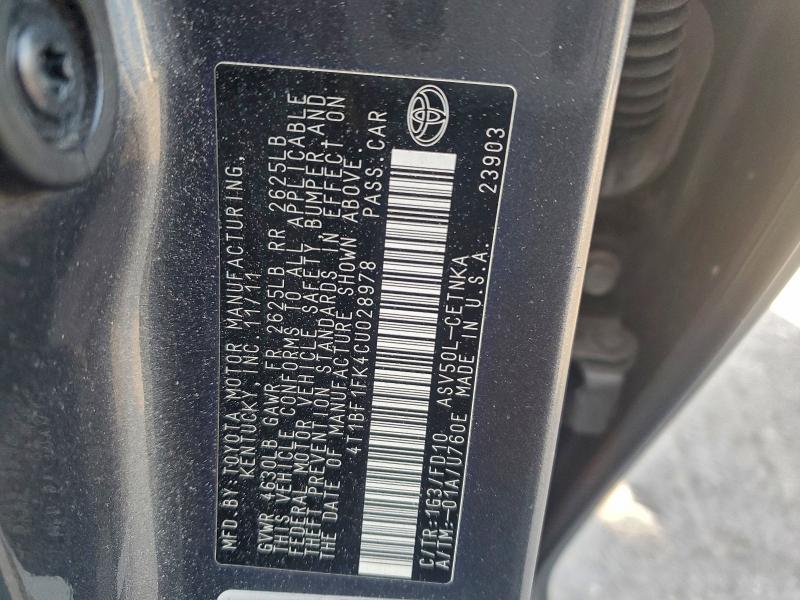 MFD. BY: TOYOTA MOTOR MANUFACTURING,
KENTUCKY, INC. 11/11
GVWR 4630LB GAWR FR 2625LB RR 2625LB
THIS VEHICLE CONFORMS TO ALL APPLICABLE
FEDERAL MOTOR VEHICLE SAFETY, BUMPER, AND
THEFT PREVENTION STANDARDS IN EFFECT ON
THE DATE OF MANUFACTURE SHOWN ABOVE.
4T1BF1FK4CU028978 PASS. CAR
C/TR:1G3/FD10 ASV50L-CETNKA
A/TM:-01A/U760E MADE IN U.S.A.
23903